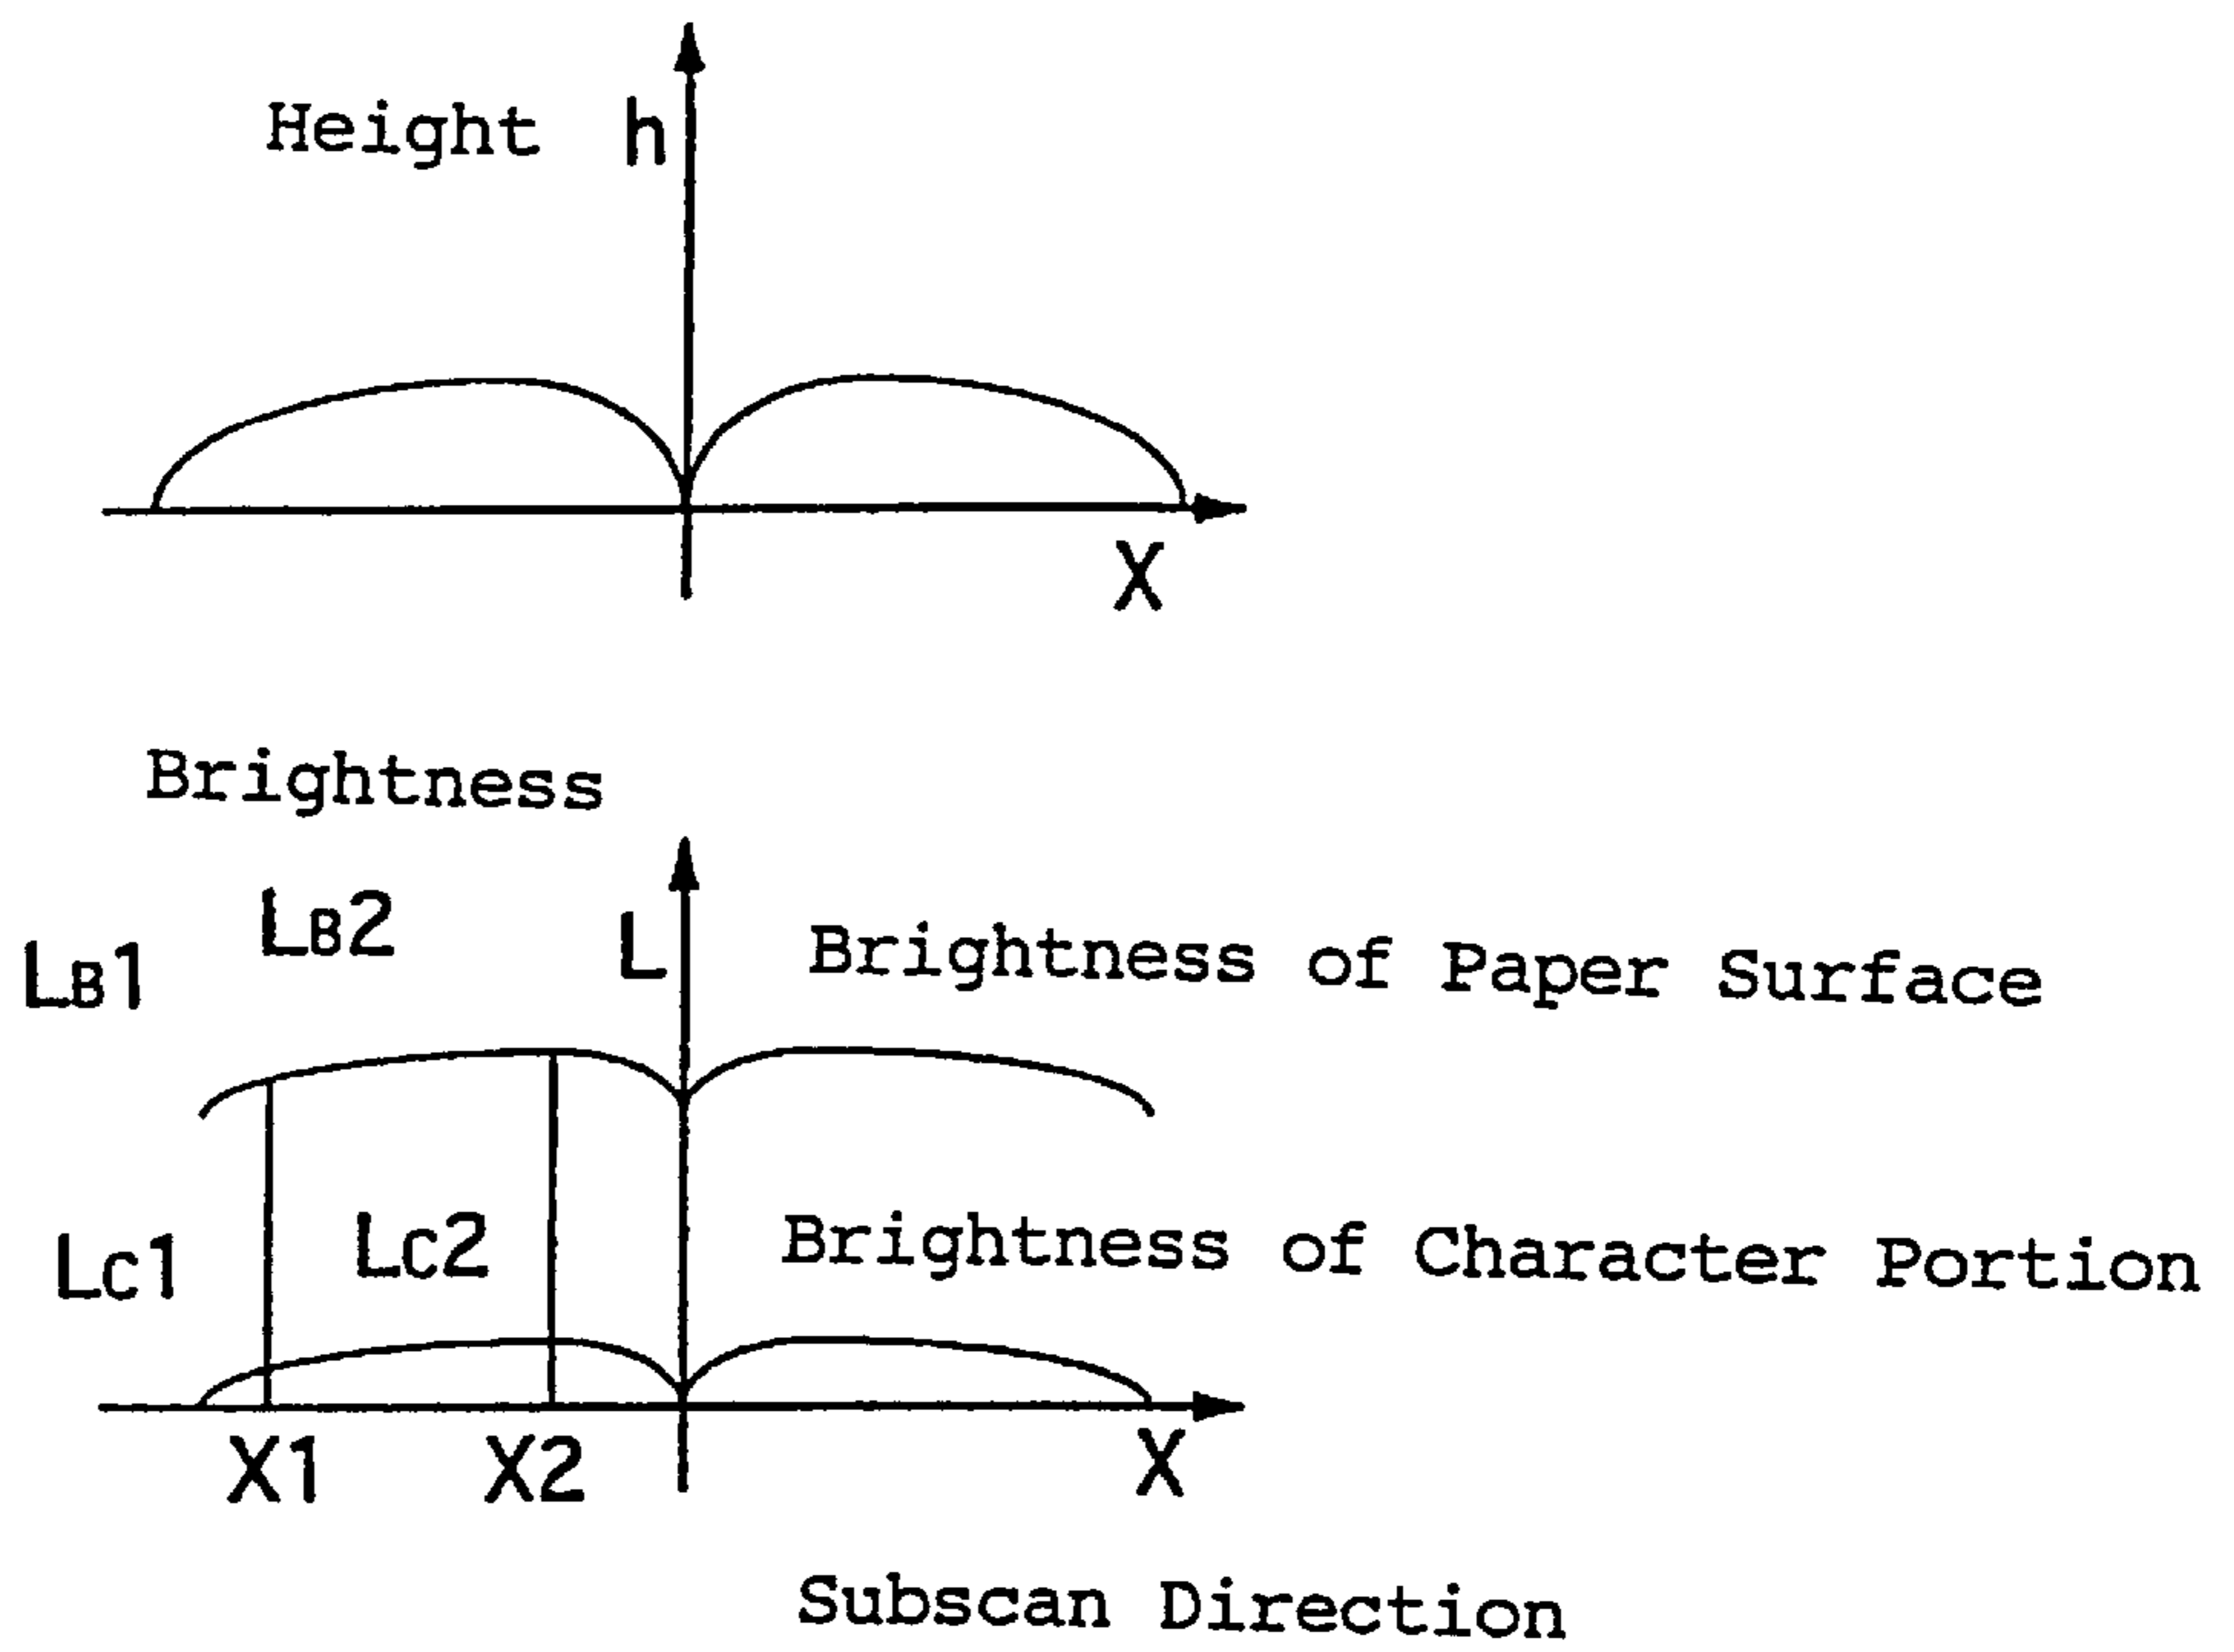 Height h
X
Brightness
LB1 LB2 L Brightness of Paper Surface
Lc1 Lc2 Brightness of Character Portion
X1 X2 X
Subscan Direction